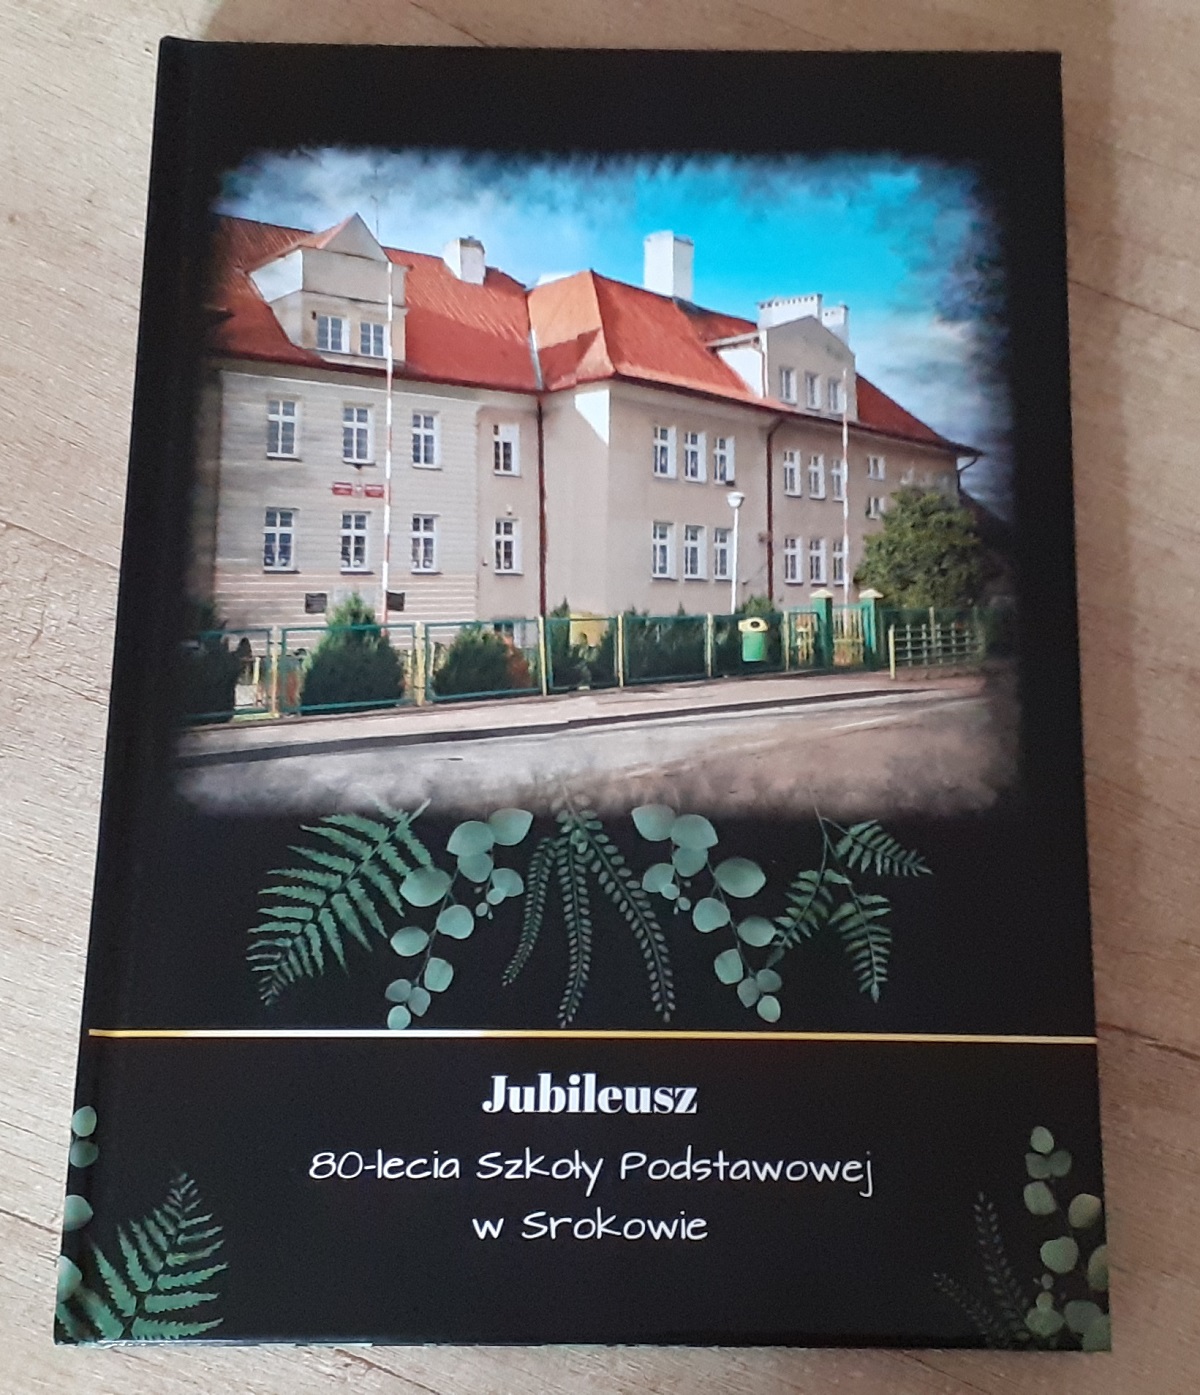 Jubileusz
80-lecia Szkoły Podstawowej
w Srokowie